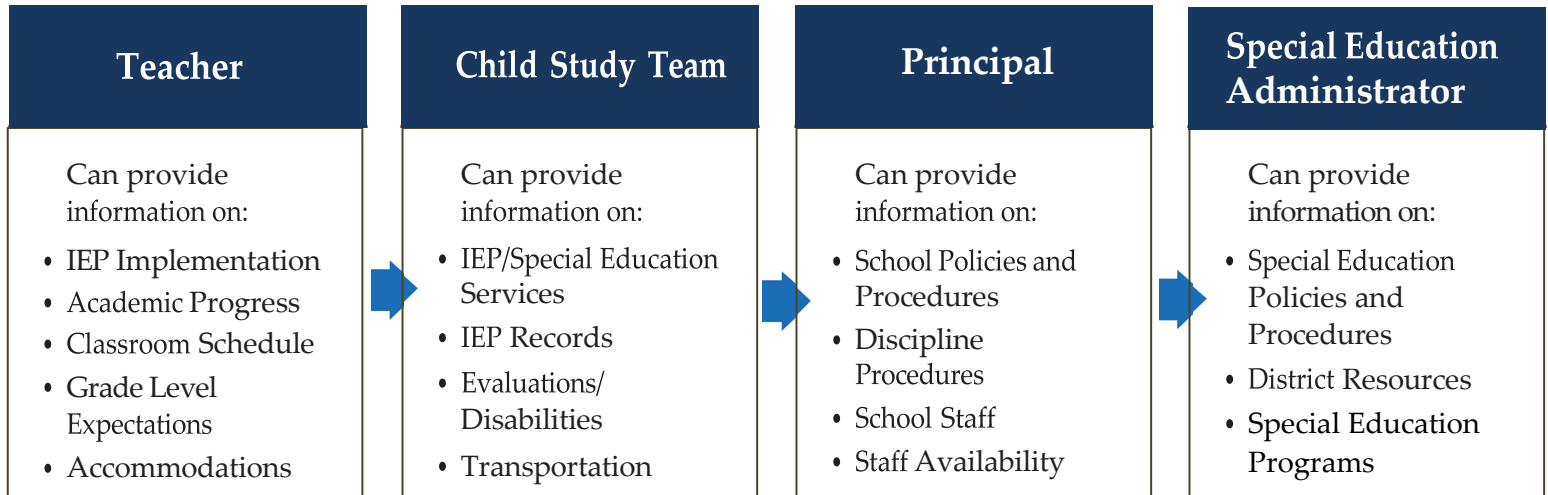 Teacher
Can provide
information on:
• IEP Implementation
• Academic Progress
• Classroom Schedule
• Grade Level
Expectations
• Accommodations
Child Study Team
Can provide
information on:
• IEP/Special Education
Services
• IEP Records
• Evaluations/
Disabilities
• Transportation
Principal
Can provide
information on:
• School Policies and
Procedures
• Discipline
Procedures
• School Staff
• Staff Availability
Special Education
Administrator
Can provide
information on:
• Special Education
Policies and
Procedures
• District Resources
• Special Education
Programs